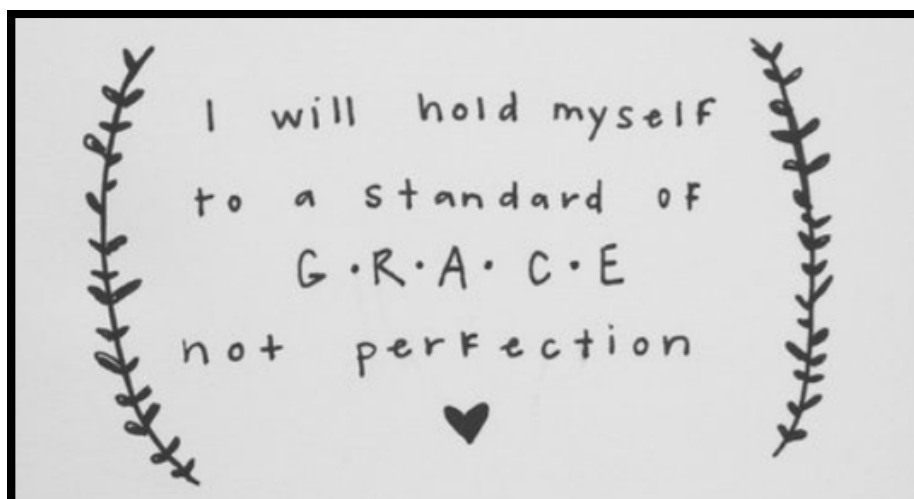 I will hold myself
to a standard of
G·R·A·C·E
not perfection